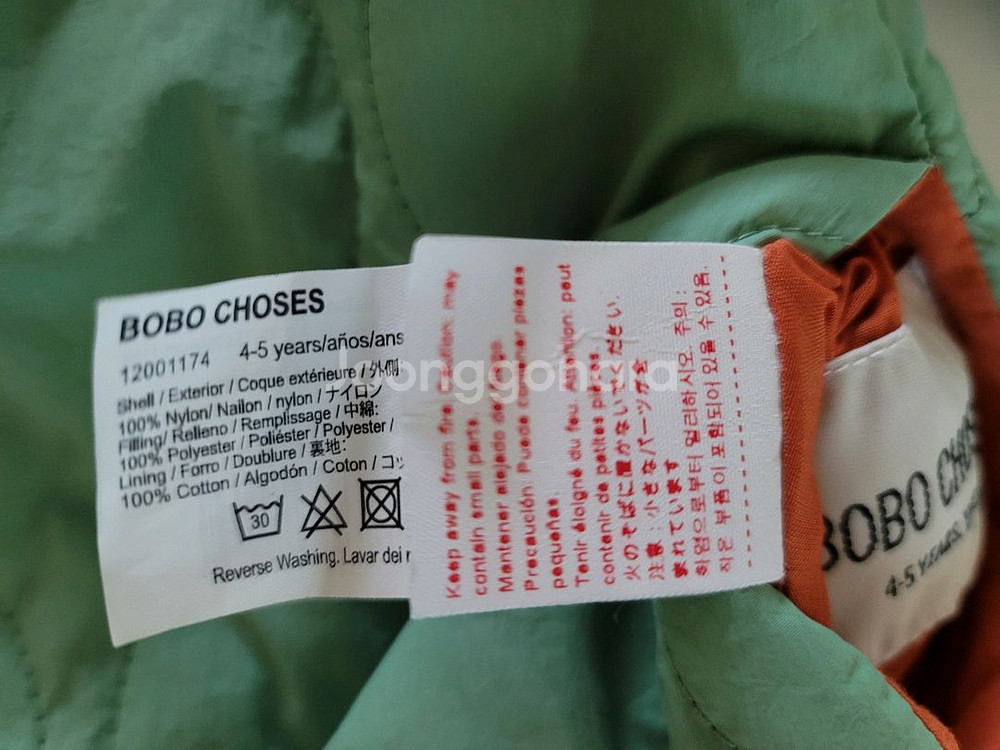 BOBO CHOSES
12001174 4-5 years/años/ans
Shell / Exterior / Coque extérieure / 外側:
100% Nylon/ Nailon / nylon / ナイロン
Filling/ Relleno / Remplissage / 中綿:
100% Polyester / Poliéster / Polyester /
Lining / Forro / Doublure / 裏地:
100% Cotton / Algodón / Coton / コッ
30
Reverse Washing. Lavar del r
Keep away from fire Caution may
contain small parts.
Mantener alejado de fuego.
Precaución: Puede contener piezas
pequeñas.
Tenir éloigné du feu. Attention: peut
contenir de petites pièces.
火のそばに置かないでください.
注意: 小さなパーツが含
まれています
화염으로부터 멀리하시오. 주의:
작은 부품이 포함되어 있을 수 있음.
BOBO CHOS
4-5 YEARS,
Joonggonara